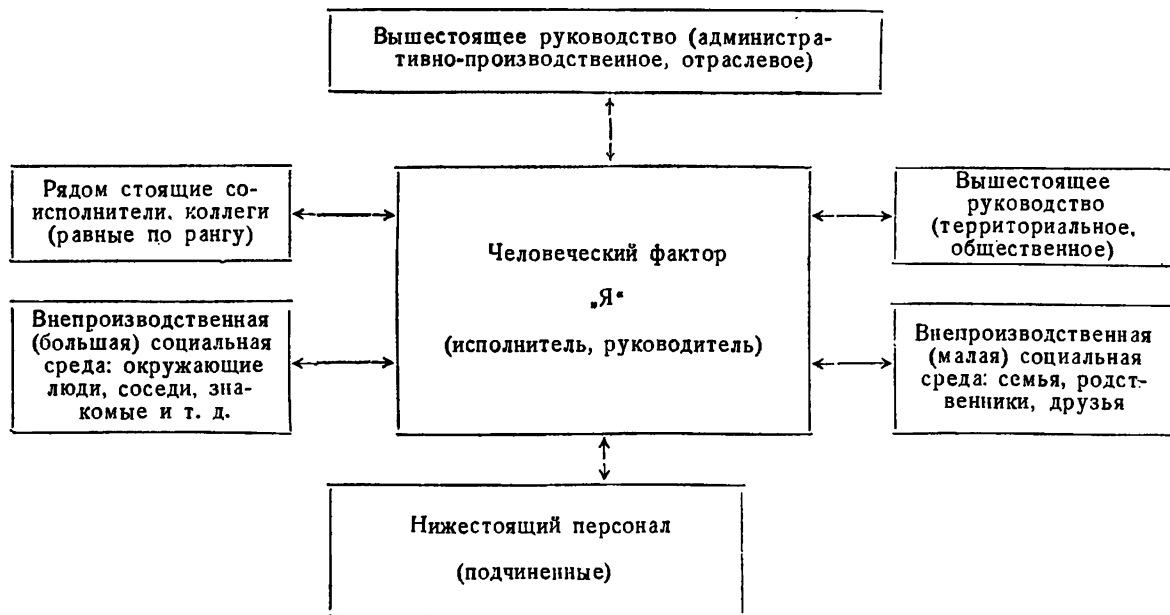 Вышестоящее руководство (администра-
тивно-производственное, отраслевое)
Рядом стоящие со-
исполнители, коллеги
(равные по рангу)
Вышестоящее
руководство
(территориальное,
общественное)
Человеческий фактор
„Я“
(исполнитель, руководитель)
Внепроизводственная
(большая) социальная
среда: окружающие
люди, соседи, зна-
комые и т. д.
Внепроизводственная
(малая) социальная
среда: семья, родст-
венники, друзья
Нижестоящий персонал
(подчиненные)